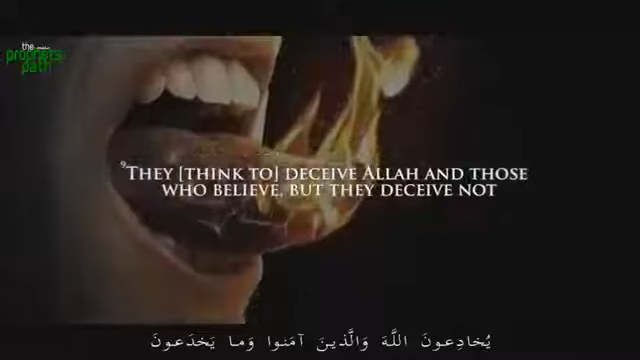 the
prophets
path
⁹THEY [THINK TO] DECEIVE ALLAH AND THOSE
WHO BELIEVE, BUT THEY DECEIVE NOT
يُخادِعونَ اللَّهَ وَالَّذينَ آمَنوا وَما يَخدَعونَ